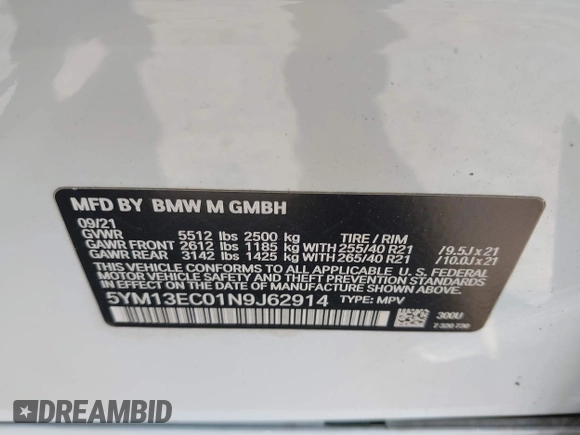 MFD BY BMW M GMBH
09/21
GVWR 5512 lbs 2500 kg TIRE / RIM
GAWR FRONT 2612 lbs 1185 kg WITH 255/40 R21 / 9.5J x 21
GAWR REAR 3142 lbs 1425 kg WITH 265/40 R21 / 10.0J x 21
THIS VEHICLE CONFORMS TO ALL APPLICABLE U. S. FEDERAL
MOTOR VEHICLE SAFETY AND THEFT PREVENTION STANDARDS
IN EFFECT ON THE DATE OF MANUFACTURE SHOWN ABOVE.
5YM13EC01N9J62914 TYPE: MPV
300U
7 320 730
DREAMBID